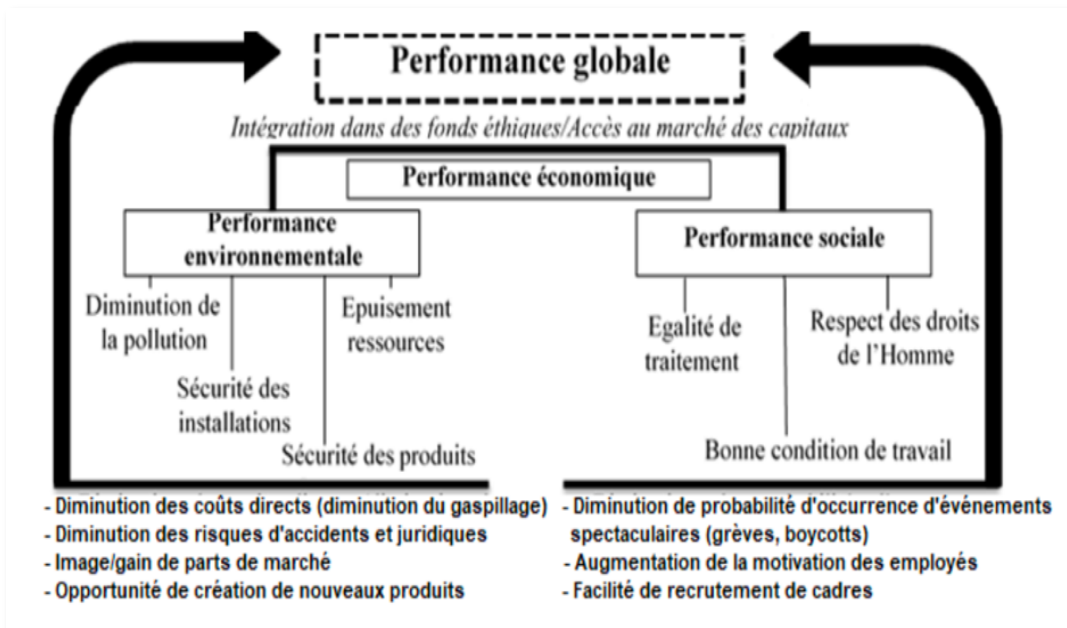 Performance globale
Intégration dans des fonds éthiques/Accès au marché des capitaux
Performance économique
Performance
environnementale
Diminution de
la pollution
Sécurité des
installations
Sécurité des produits
Epuisement
ressources
Performance sociale
Egalité de
traitement
Bonne condition de travail
Respect des droits
de l'Homme
- Diminution des coûts directs (diminution du gaspillage)
- Diminution des risques d'accidents et juridiques
- Image/gain de parts de marché
- Opportunité de création de nouveaux produits
- Diminution de probabilité d'occurrence d'événements
spectaculaires (grèves, boycotts)
- Augmentation de la motivation des employés
- Facilité de recrutement de cadres